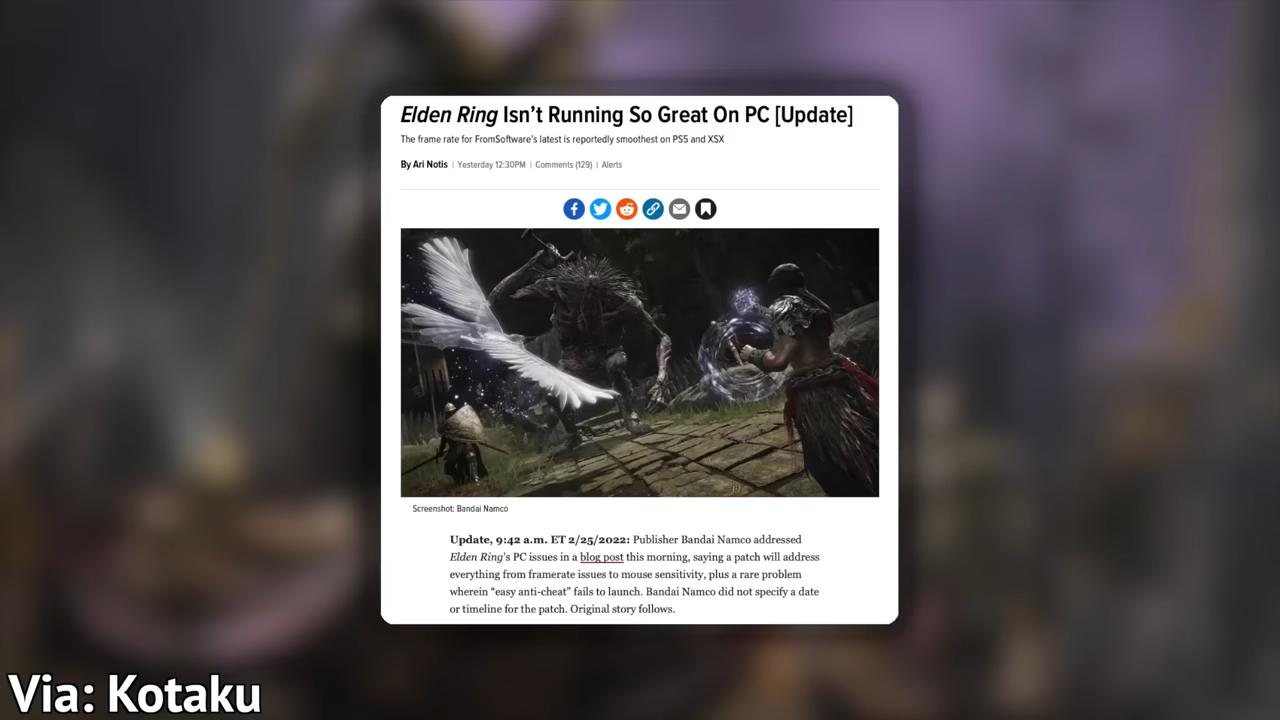 Elden Ring Isn’t Running So Great On PC [Update]
The frame rate for FromSoftware’s latest is reportedly smoothest on PS5 and XSX
By Ari Notis | Yesterday 12:30PM | Comments (129) | Alerts
Screenshot: Bandai Namco
Update, 9:42 a.m. ET 2/25/2022: Publisher Bandai Namco addressed
Elden Ring’s PC issues in a blog post this morning, saying a patch will address
everything from framerate issues to mouse sensitivity, plus a rare problem
wherein “easy anti-cheat” fails to launch. Bandai Namco did not specify a date
or timeline for the patch. Original story follows.
Via: Kotaku